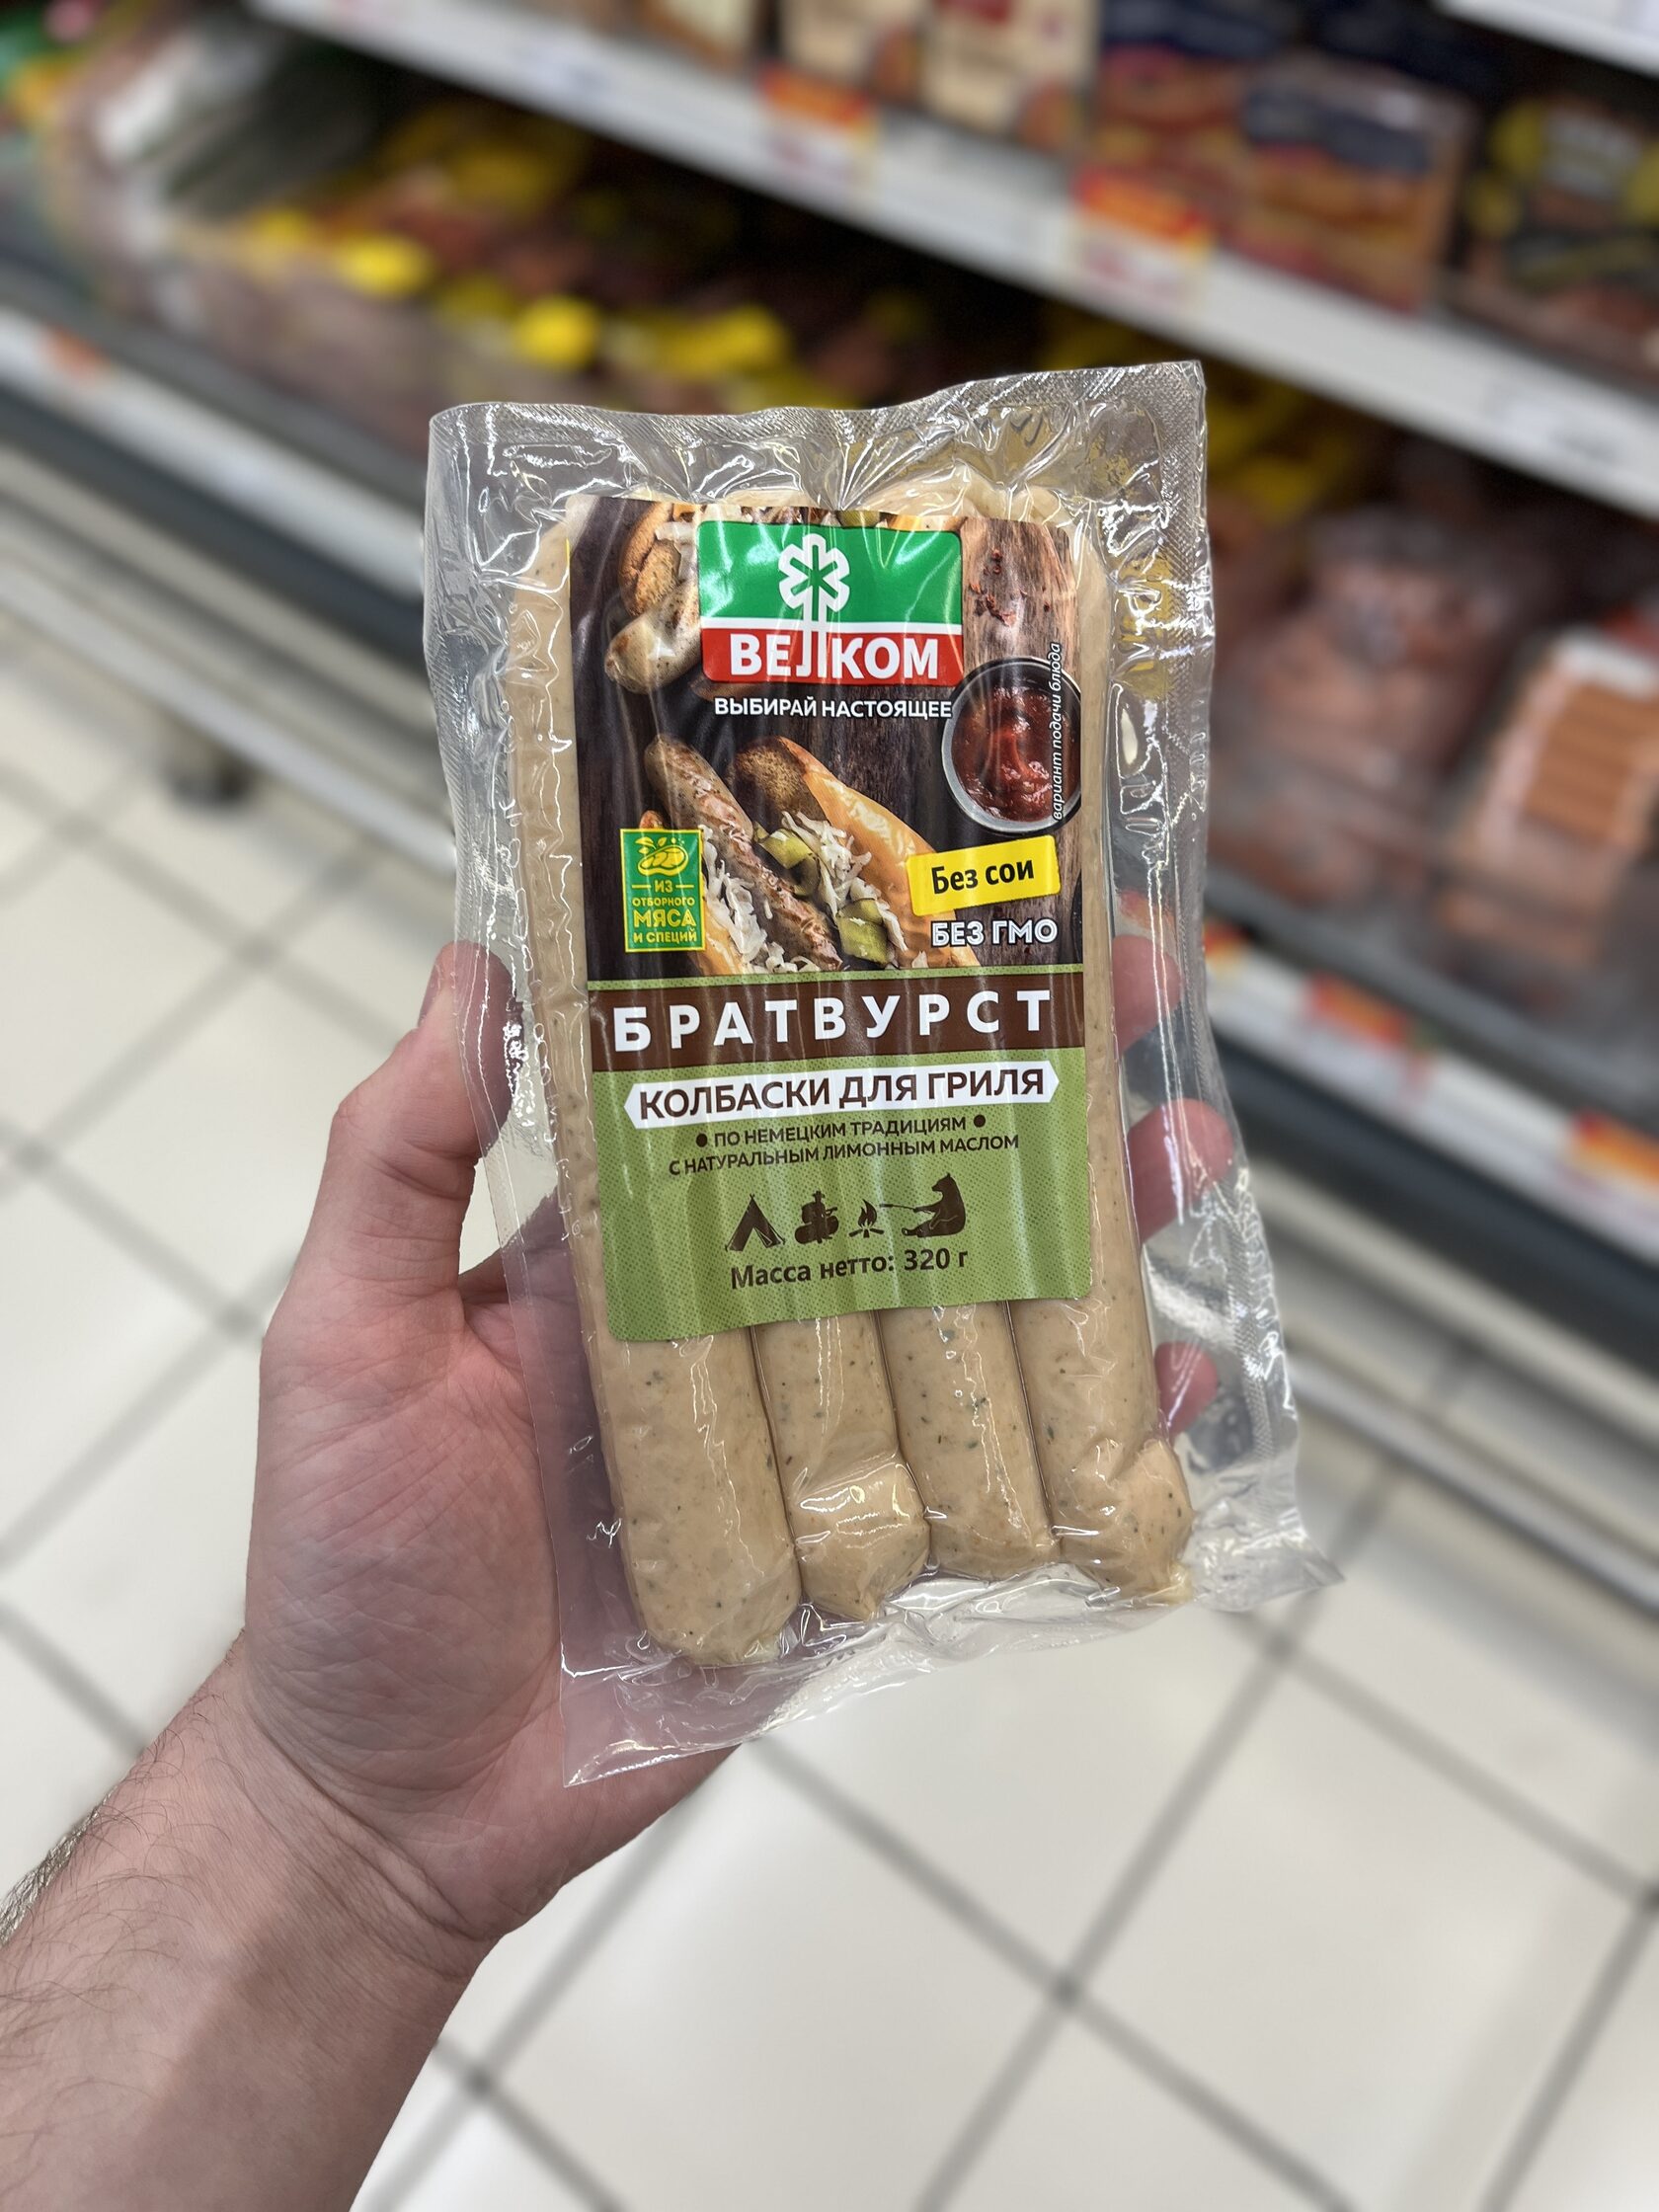 ВЕЛКОМ
ВЫБИРАЙ НАСТОЯЩЕЕ
вариант подачи блюда
ИЗ
ОТБОРНОГО
МЯСА
И СПЕЦИЙ
Без сои
БЕЗ ГМО
БРАТВУРСТ
КОЛБАСКИ ДЛЯ ГРИЛЯ
• ПО НЕМЕЦКИМ ТРАДИЦИЯМ •
С НАТУРАЛЬНЫМ ЛИМОННЫМ МАСЛОМ
Масса нетто: 320 г